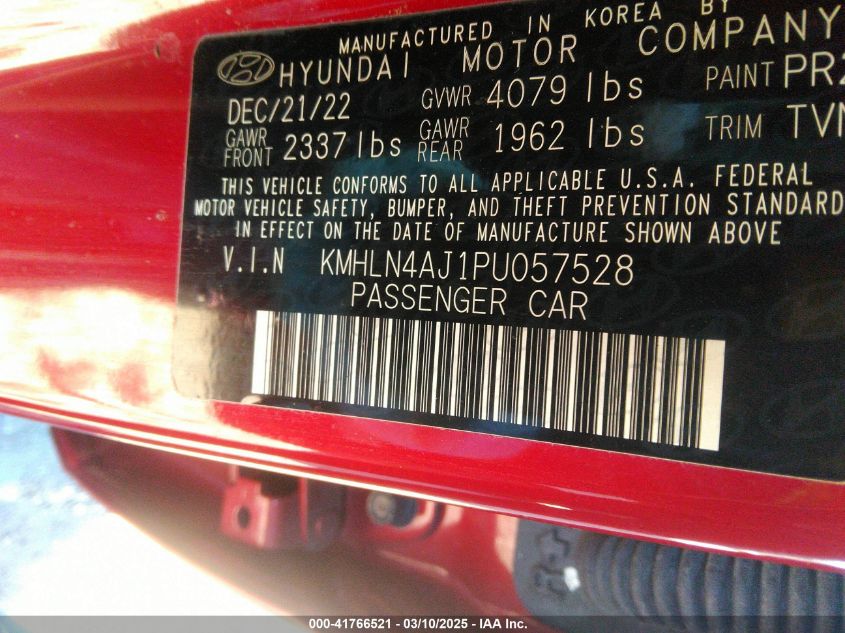 MANUFACTURED IN KOREA BY
HYUNDAI MOTOR COMPANY
DEC/21/22 GVWR 4079 lbs PAINT PR2
GAWR FRONT 2337 lbs GAWR REAR 1962 lbs TRIM TVN
THIS VEHICLE CONFORMS TO ALL APPLICABLE U.S.A. FEDERAL
MOTOR VEHICLE SAFETY, BUMPER, AND THEFT PREVENTION STANDARD
IN EFFECT ON THE DATE OF MANUFACTURE SHOWN ABOVE
V.I.N KMHLN4AJ1PU057528
PASSENGER CAR
000-41766521 - 03/10/2025 - IAA Inc.